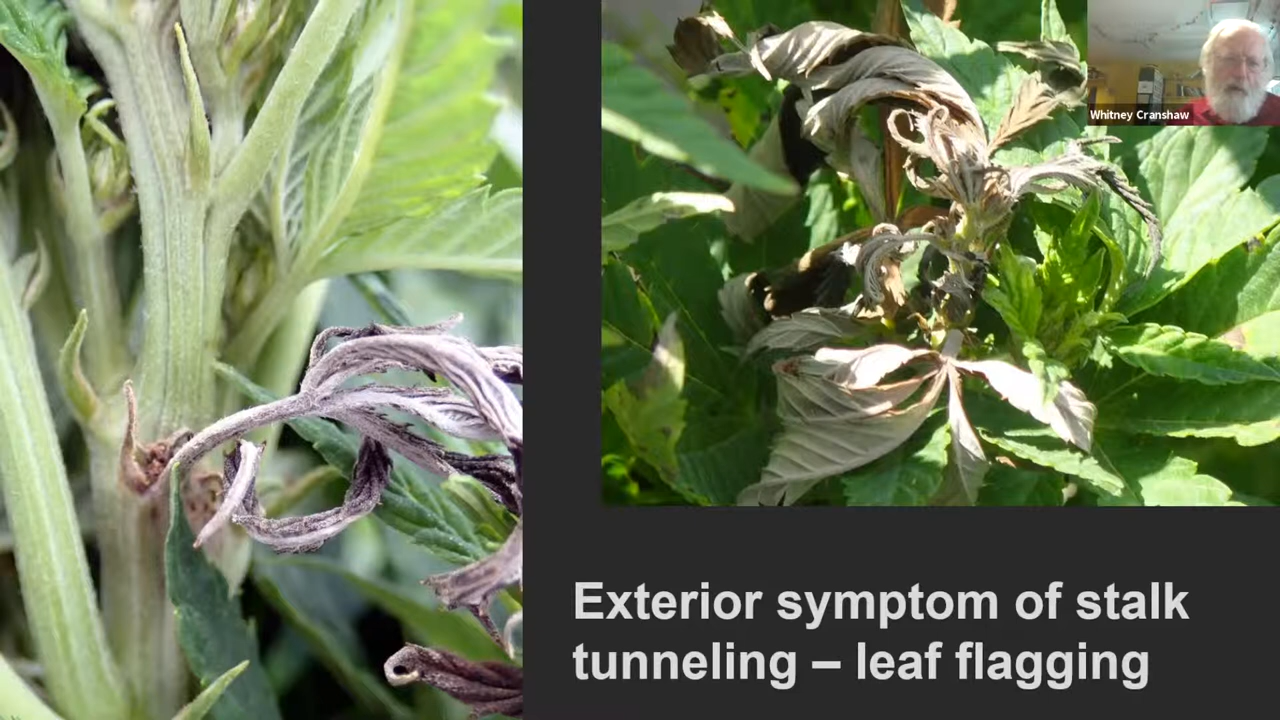 Whitney Cranshaw
Exterior symptom of stalk
tunneling – leaf flagging